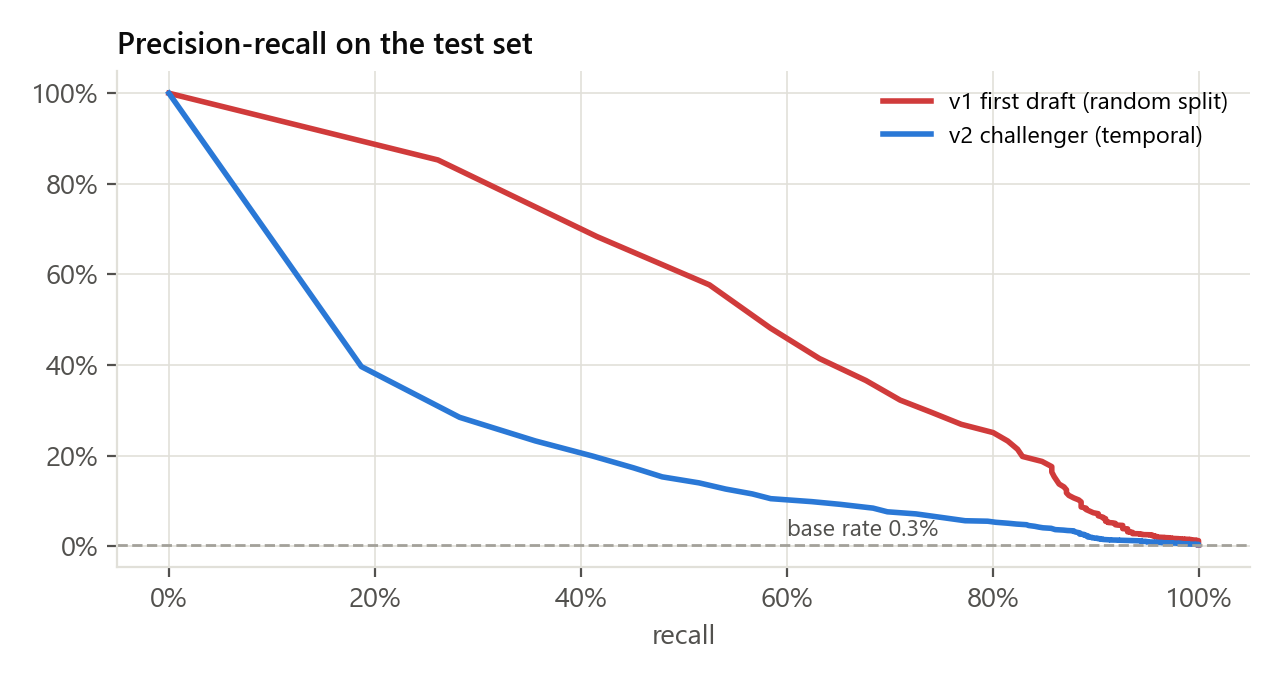 Precision-recall on the test set
v1 first draft (random split)
v2 challenger (temporal)
100%
80%
60%
40%
20%
0%
base rate 0.3%
0%
20%
40%
60%
80%
100%
recall